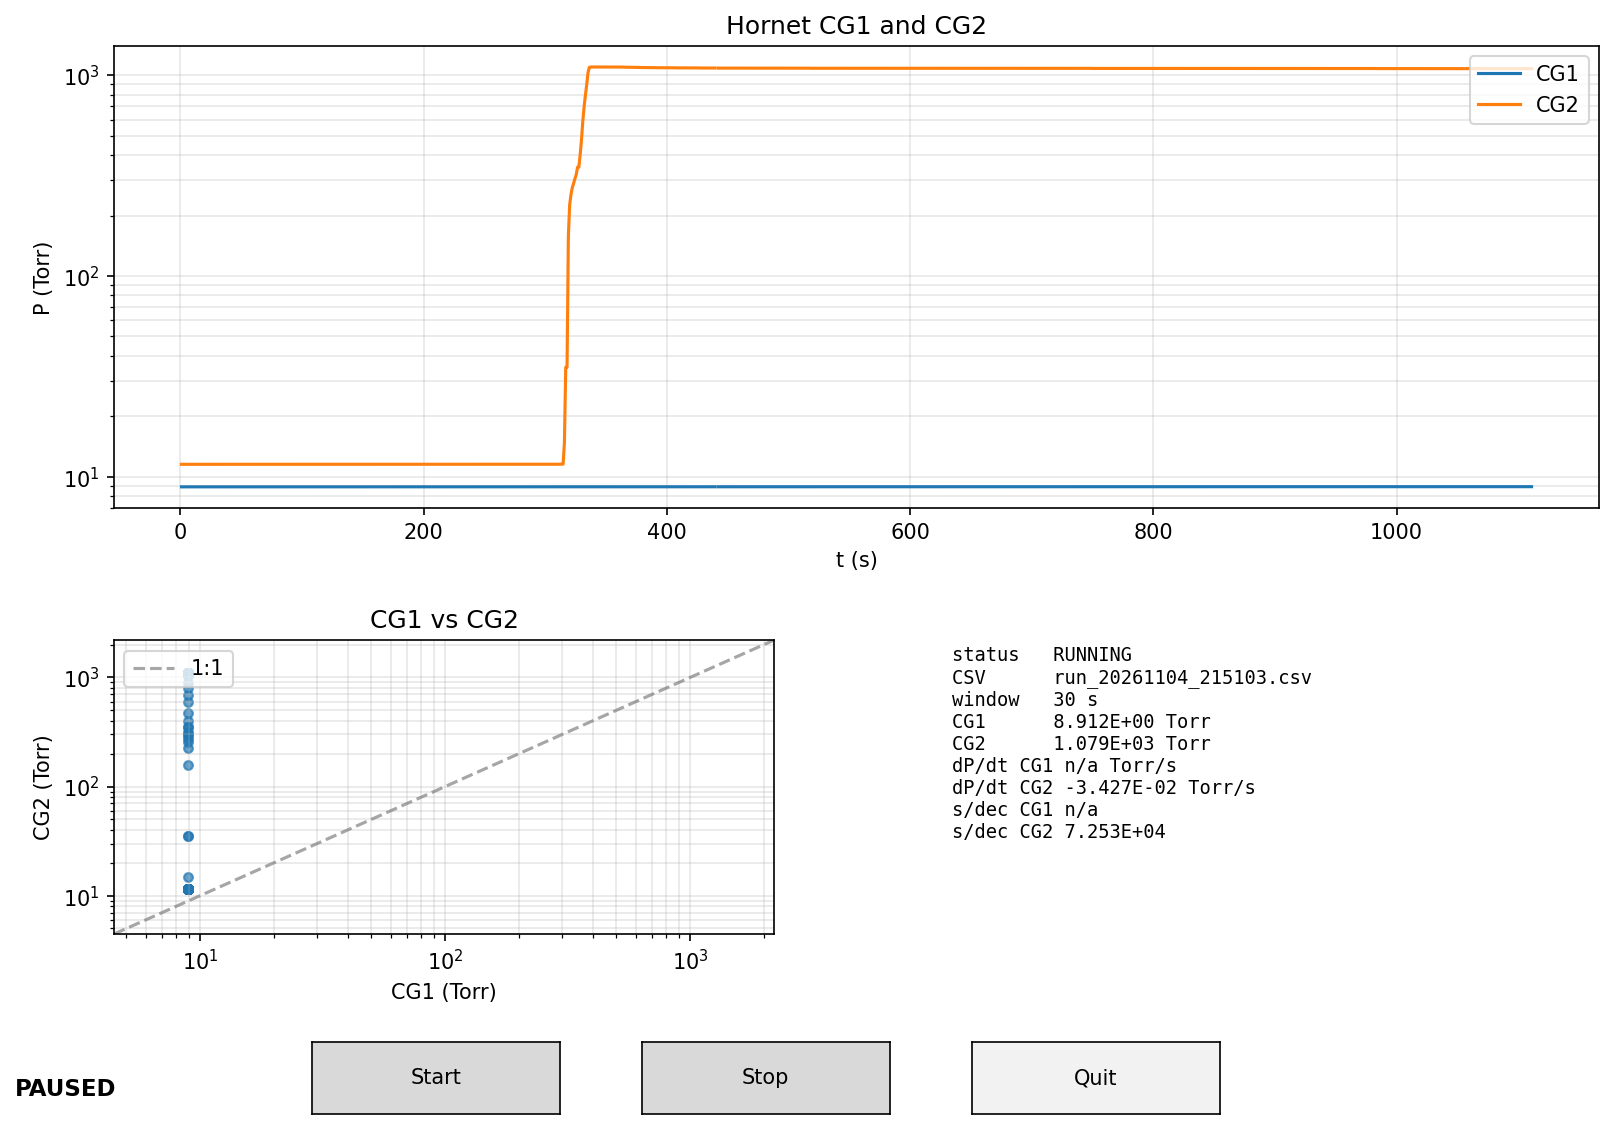 Hornet CG1 and CG2
10³
10²
10¹
P (Torr)
CG1
CG2
0 200 400 600 800 1000
t (s)
CG1 vs CG2
1:1
10³
10²
10¹
CG2 (Torr)
10¹ 10² 10³
CG1 (Torr)
status RUNNING
CSV run_20261104_215103.csv
window 30 s
CG1 8.912E+00 Torr
CG2 1.079E+03 Torr
dP/dt CG1 n/a Torr/s
dP/dt CG2 -3.427E-02 Torr/s
s/dec CG1 n/a
s/dec CG2 7.253E+04
PAUSED
Start
Stop
Quit